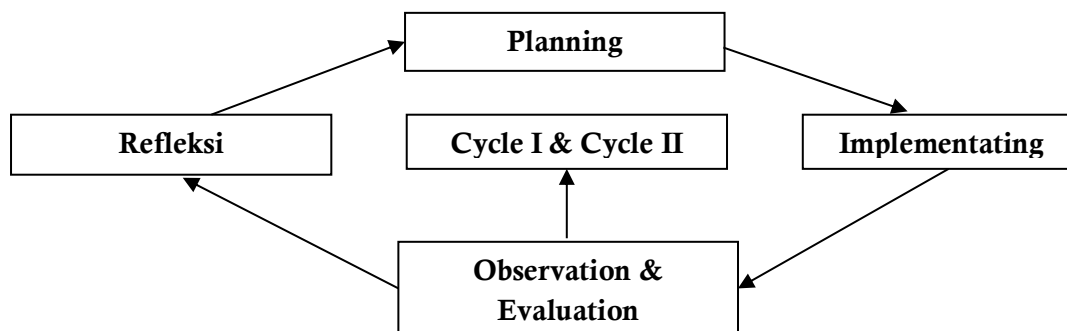 Planning
Refleksi
Cycle I & Cycle II
Implementating
Observation &
Evaluation